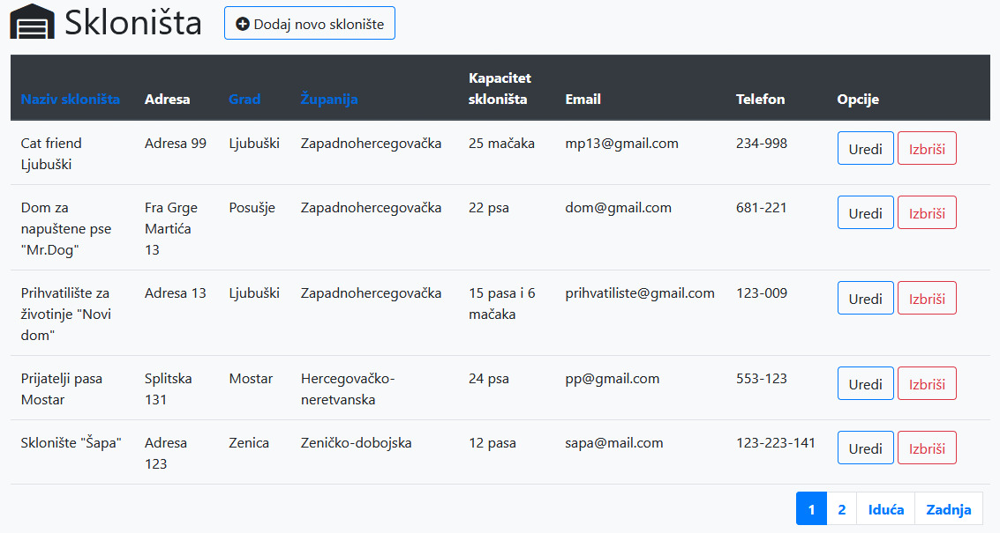 Skloništa
Dodaj novo sklonište
Naziv skloništa Adresa Grad Županija Kapacitet skloništa Email Telefon Opcije
Cat friend Ljubuški Adresa 99 Ljubuški Zapadnohercegovačka 25 mačaka mp13@gmail.com 234-998 Uredi Izbriši
Dom za napuštene pse "Mr.Dog" Fra Grge Martića 13 Posušje Zapadnohercegovačka 22 psa dom@gmail.com 681-221 Uredi Izbriši
Prihvatilište za životinje "Novi dom" Adresa 13 Ljubuški Zapadnohercegovačka 15 pasa i 6 mačaka prihvatiliste@gmail.com 123-009 Uredi Izbriši
Prijatelji pasa Mostar Splitska 131 Mostar Hercegovačko-neretvanska 24 psa pp@gmail.com 553-123 Uredi Izbriši
Sklonište "Šapa" Adresa 123 Zenica Zeničko-dobojska 12 pasa sapa@mail.com 123-223-141 Uredi Izbriši
1 2 Iduća Zadnja